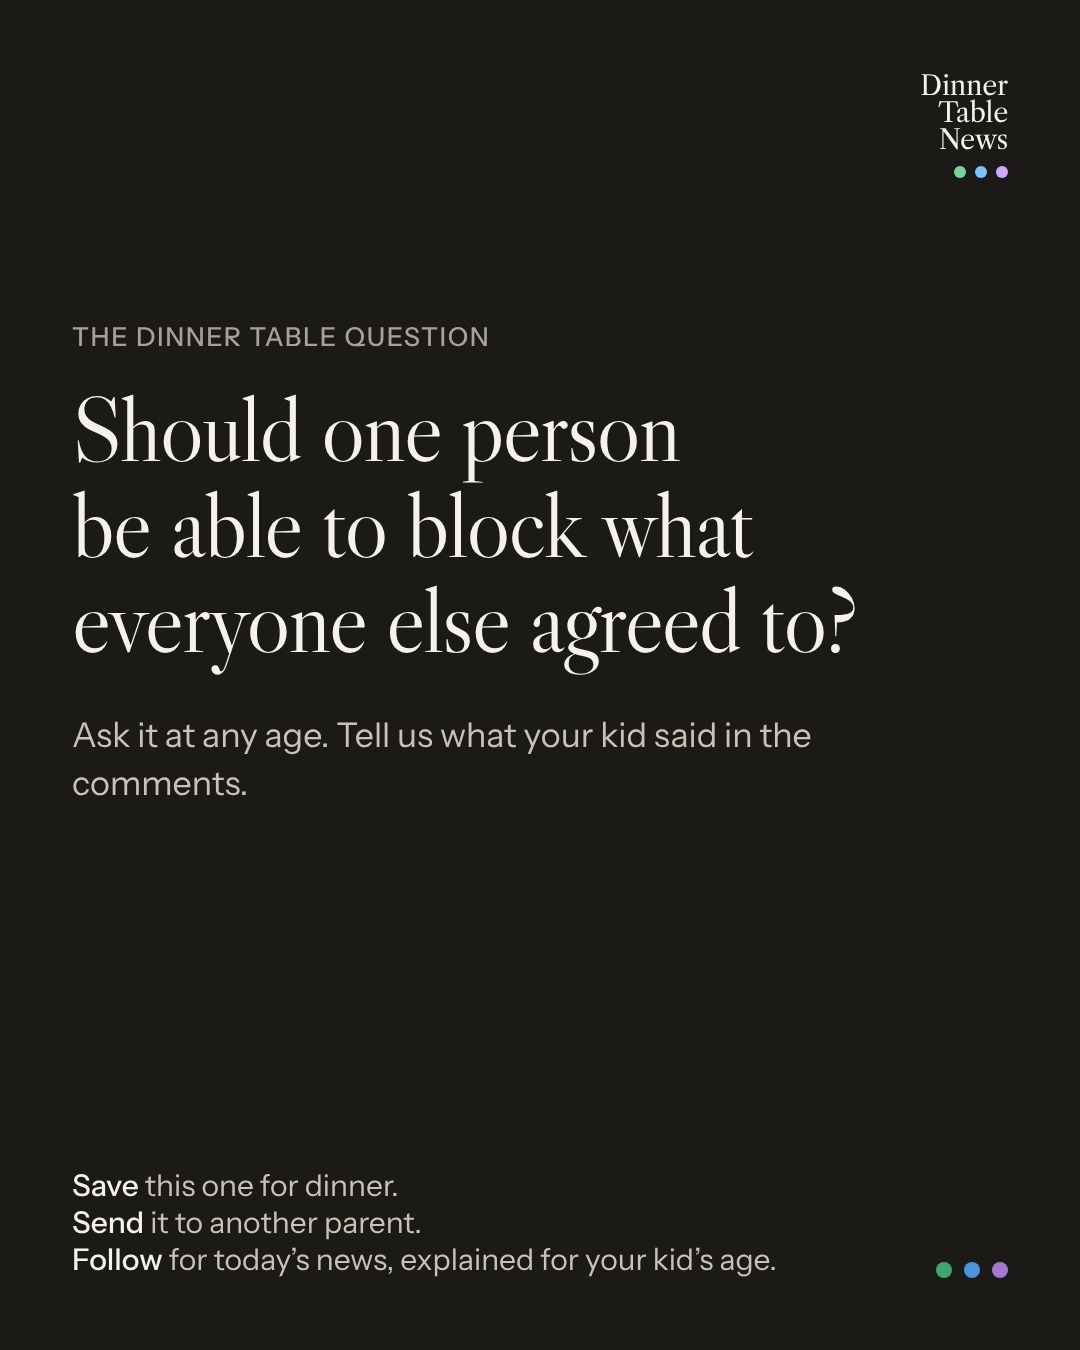 Dinner
Table
News
THE DINNER TABLE QUESTION
Should one person
be able to block what
everyone else agreed to?
Ask it at any age. Tell us what your kid said in the
comments.
Save this one for dinner.
Send it to another parent.
Follow for today’s news, explained for your kid’s age.